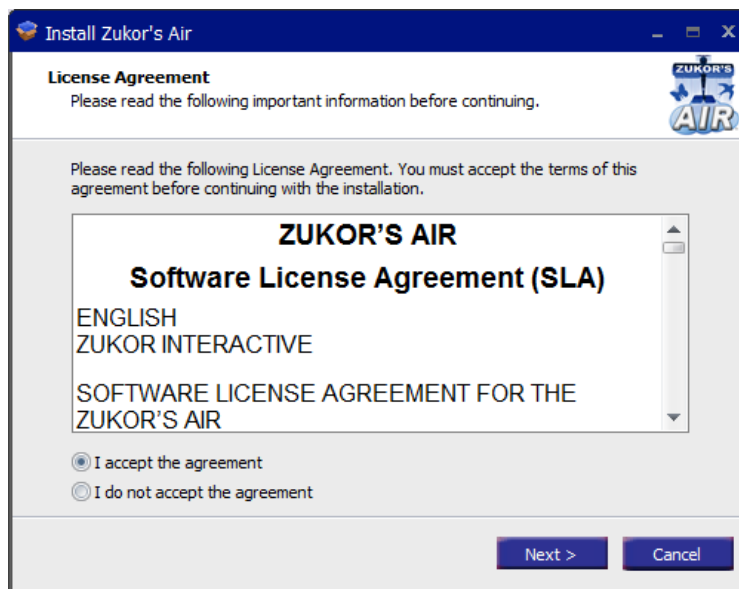 Install Zukor's Air
License Agreement
Please read the following important information before continuing.
ZUKOR'S
AIR
Please read the following License Agreement. You must accept the terms of this
agreement before continuing with the installation.
ZUKOR’S AIR
Software License Agreement (SLA)
ENGLISH
ZUKOR INTERACTIVE
SOFTWARE LICENSE AGREEMENT FOR THE
ZUKOR’S AIR
I accept the agreement
I do not accept the agreement
Next >
Cancel